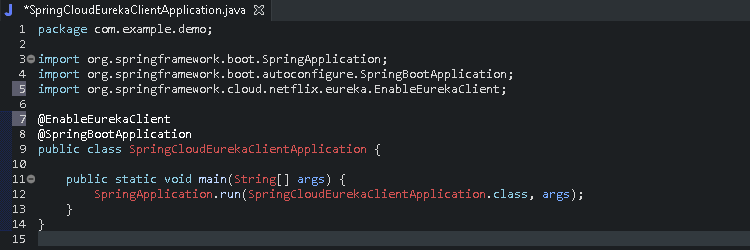 *SpringCloudEurekaClientApplication.java
1 package com.example.demo;
2
3 import org.springframework.boot.SpringApplication;
4 import org.springframework.boot.autoconfigure.SpringBootApplication;
5 import org.springframework.cloud.netflix.eureka.EnableEurekaClient;
6
7 @EnableEurekaClient
8 @SpringBootApplication
9 public class SpringCloudEurekaClientApplication {
10
11     public static void main(String[] args) {
12         SpringApplication.run(SpringCloudEurekaClientApplication.class, args);
13     }
14 }
15